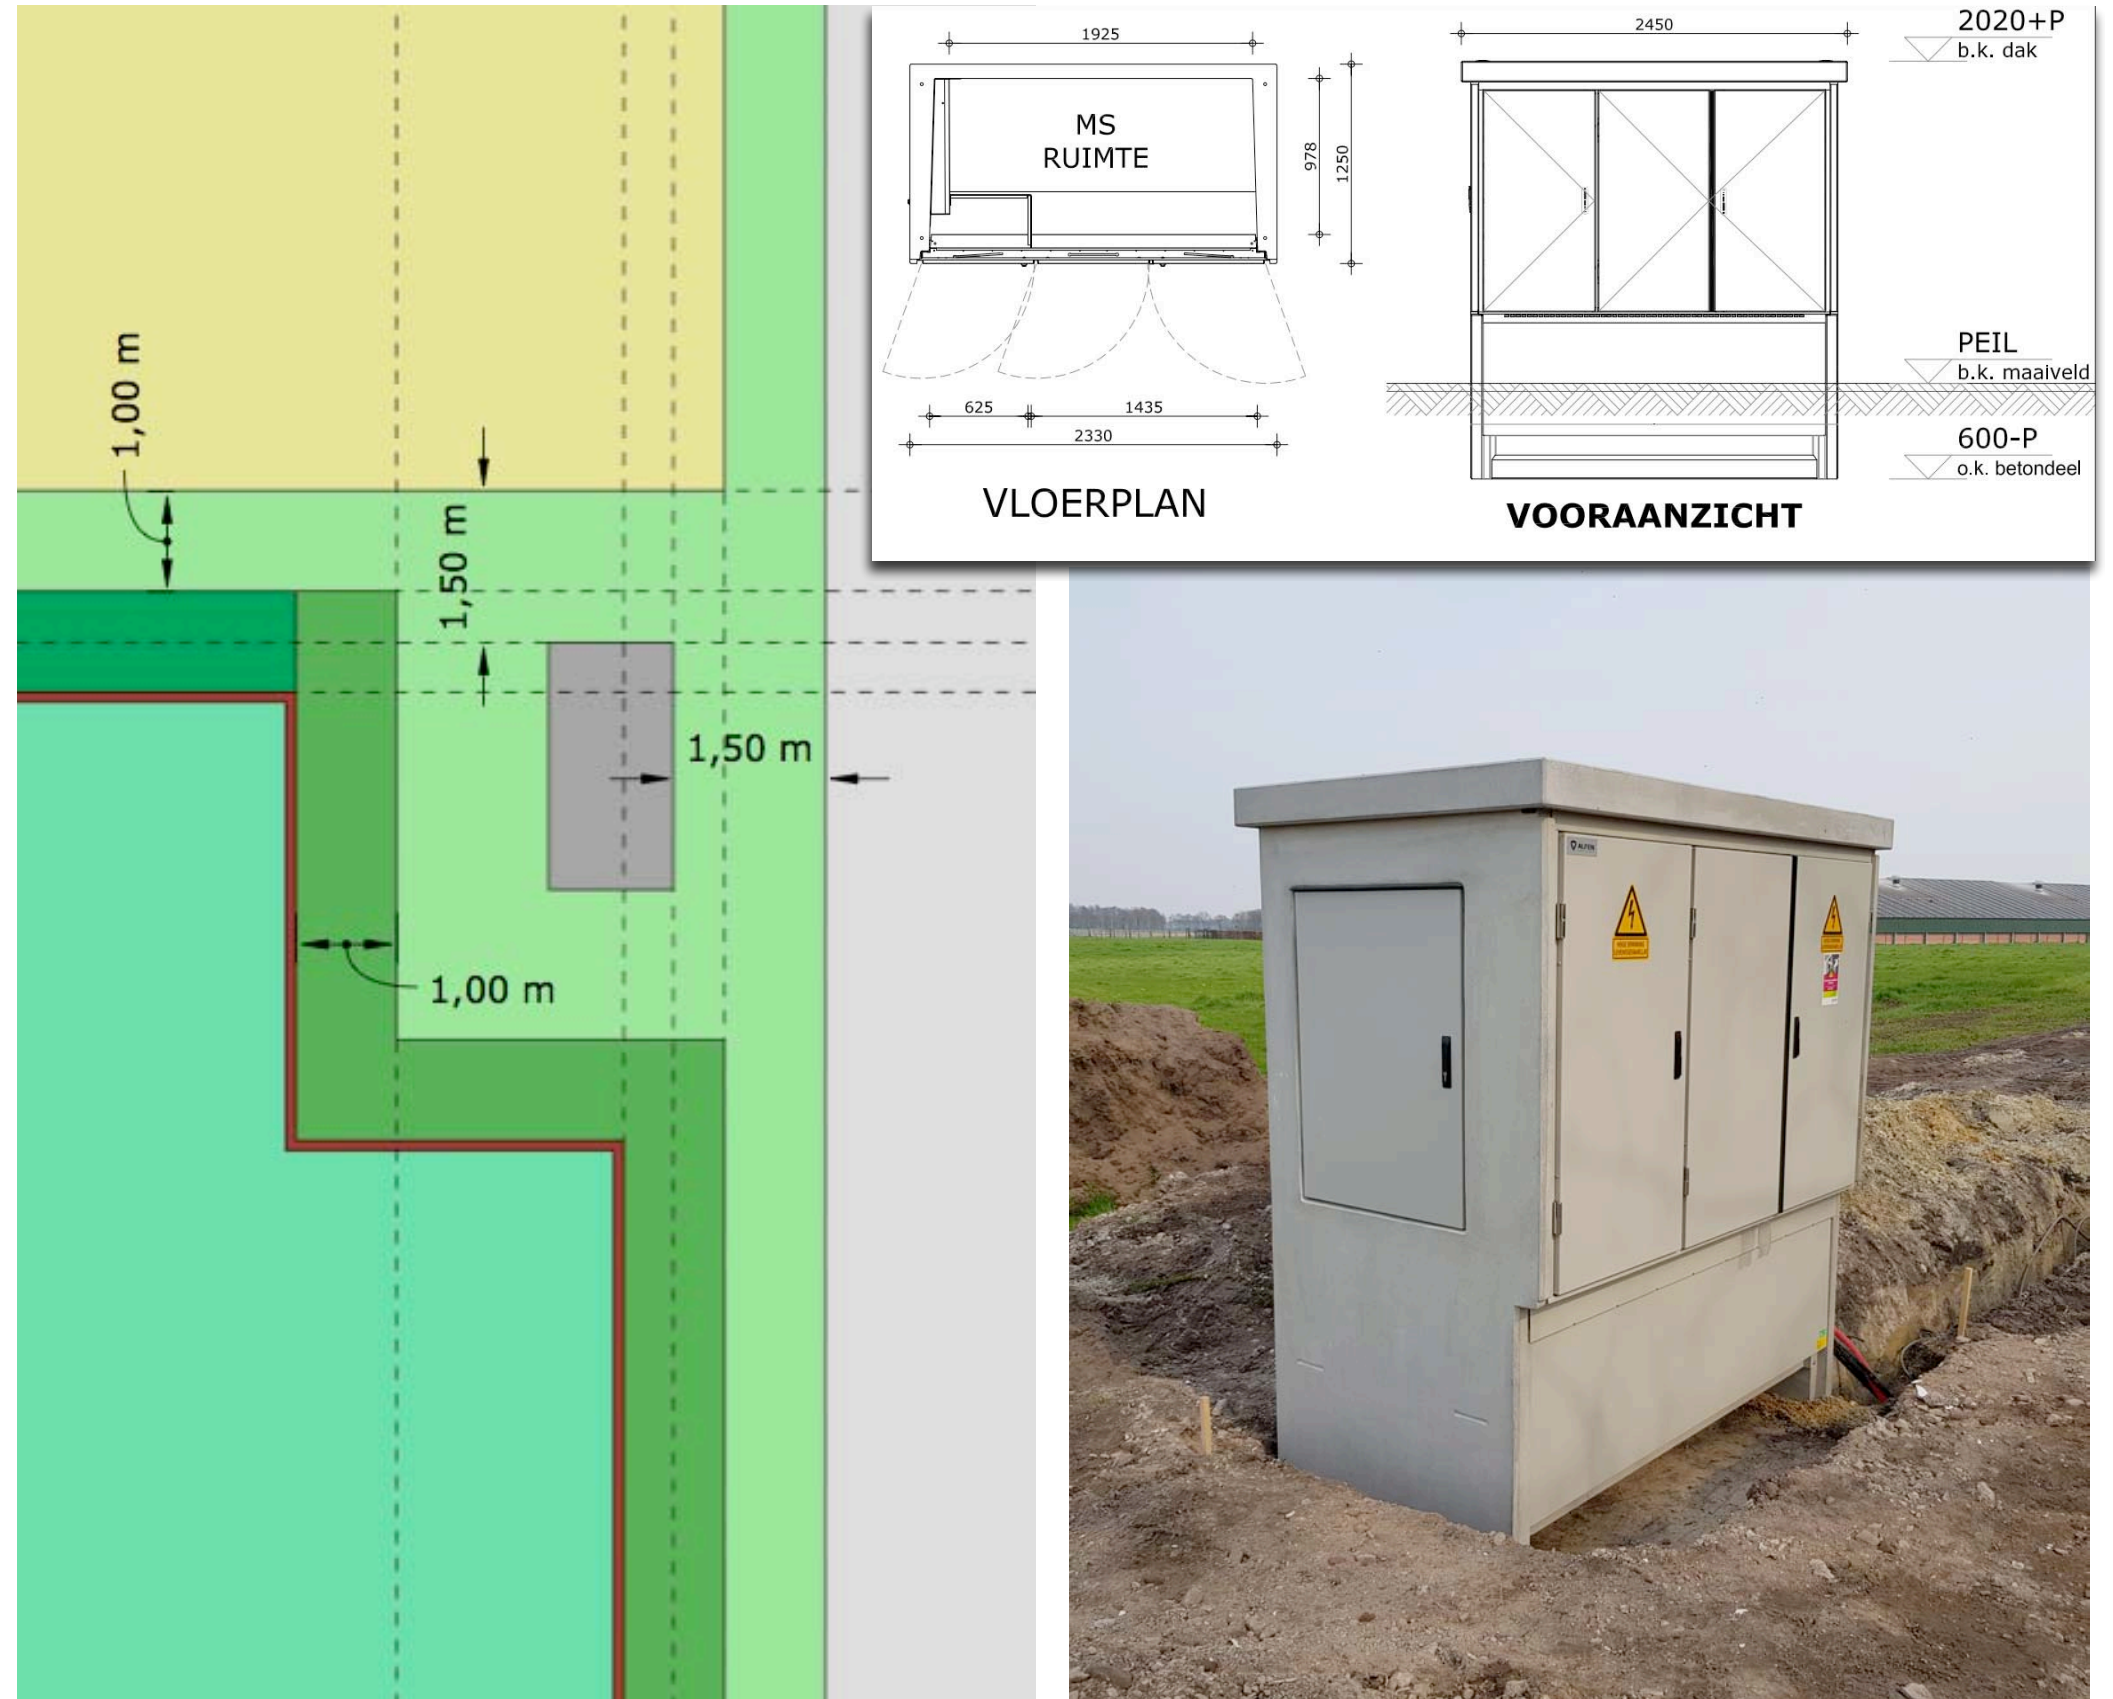 1,00 m
1,50 m
1,50 m
1,00 m
1925
MS
RUIMTE
978
1250
625
1435
2330
VLOERPLAN
2450
2020+P
b.k. dak
PEIL
b.k. maaiveld
600-P
o.k. betondeel
VOORAANZICHT
ALFEN